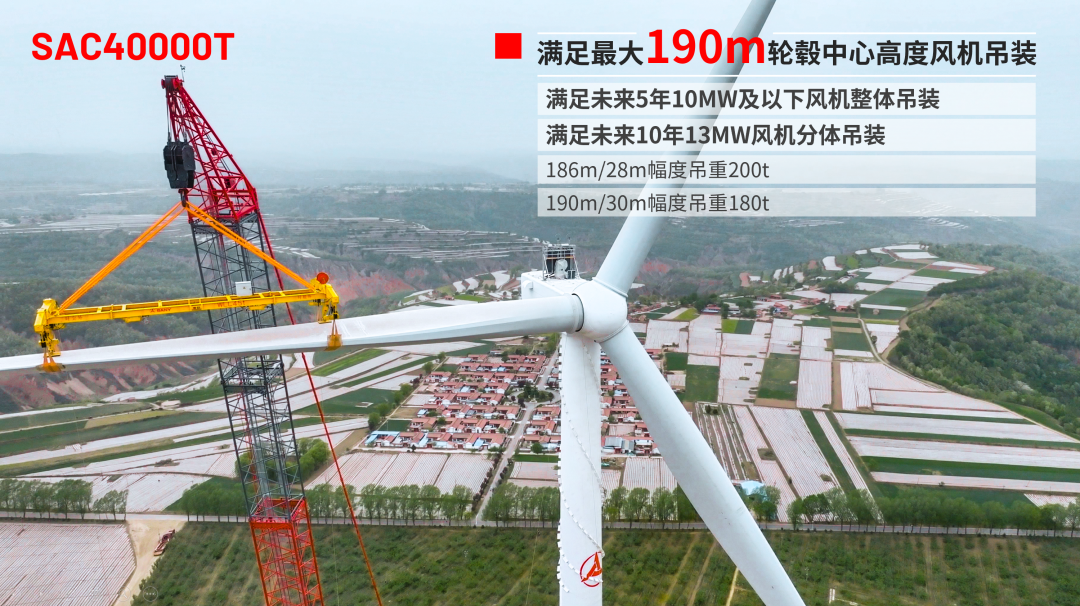 SAC40000T
满足最大190m轮毂中心高度风机吊装
满足未来5年10MW及以下风机整体吊装
满足未来10年13MW风机分体吊装
186m/28m幅度吊重200t
190m/30m幅度吊重180t